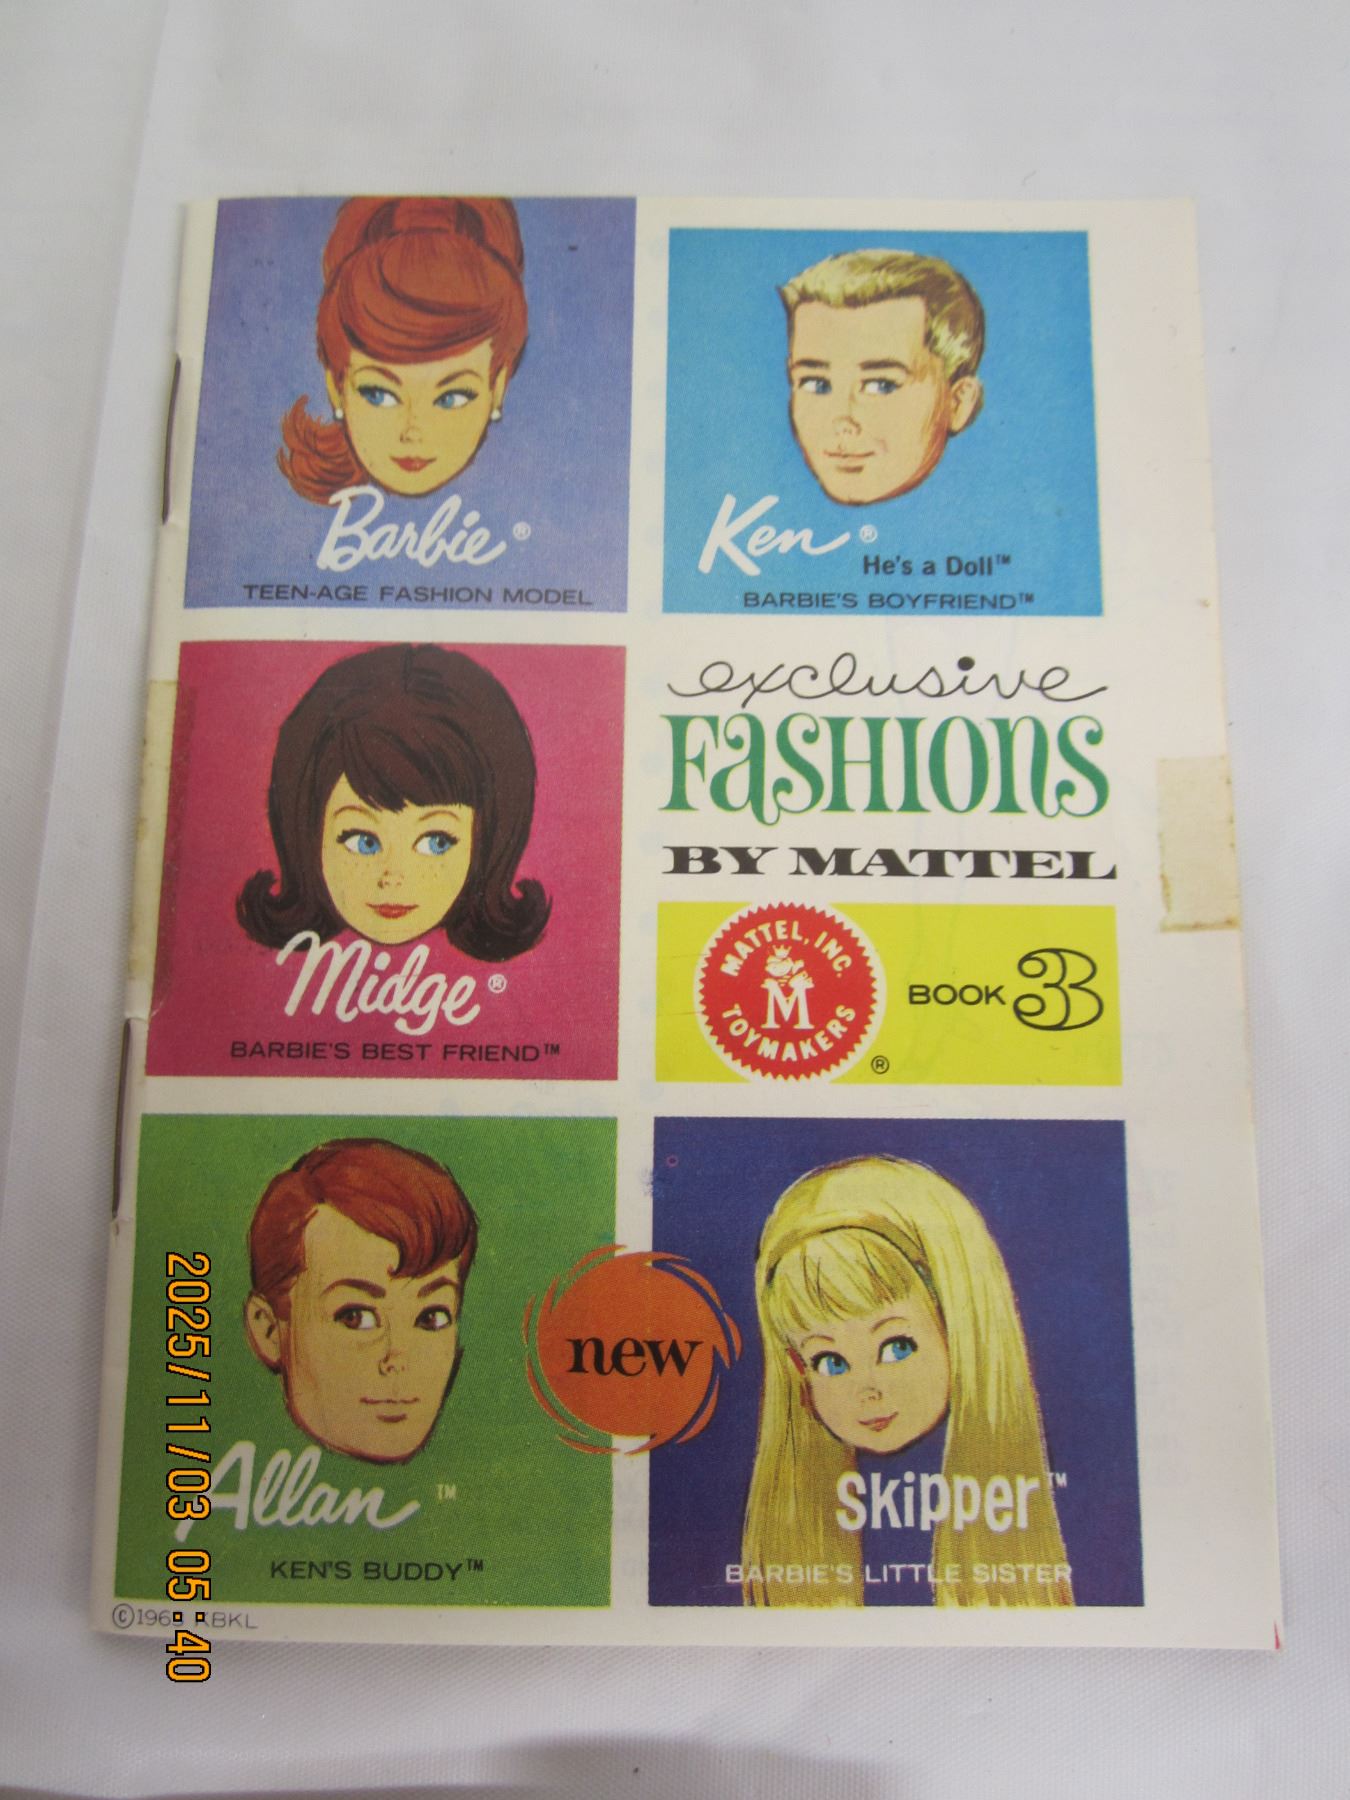 Barbie®
TEEN-AGE FASHION MODEL
Ken®
He's a Doll™
BARBIE'S BOYFRIEND™
exclusive
FASHIONS
BY MATTEL
MATTEL, INC.
M
TOYMAKERS
®
BOOK 3
Midge®
BARBIE'S BEST FRIEND™
Allan™
KEN'S BUDDY™
new
Skipper™
BARBIE'S LITTLE SISTER
KBKL
2025/11/03 05:40